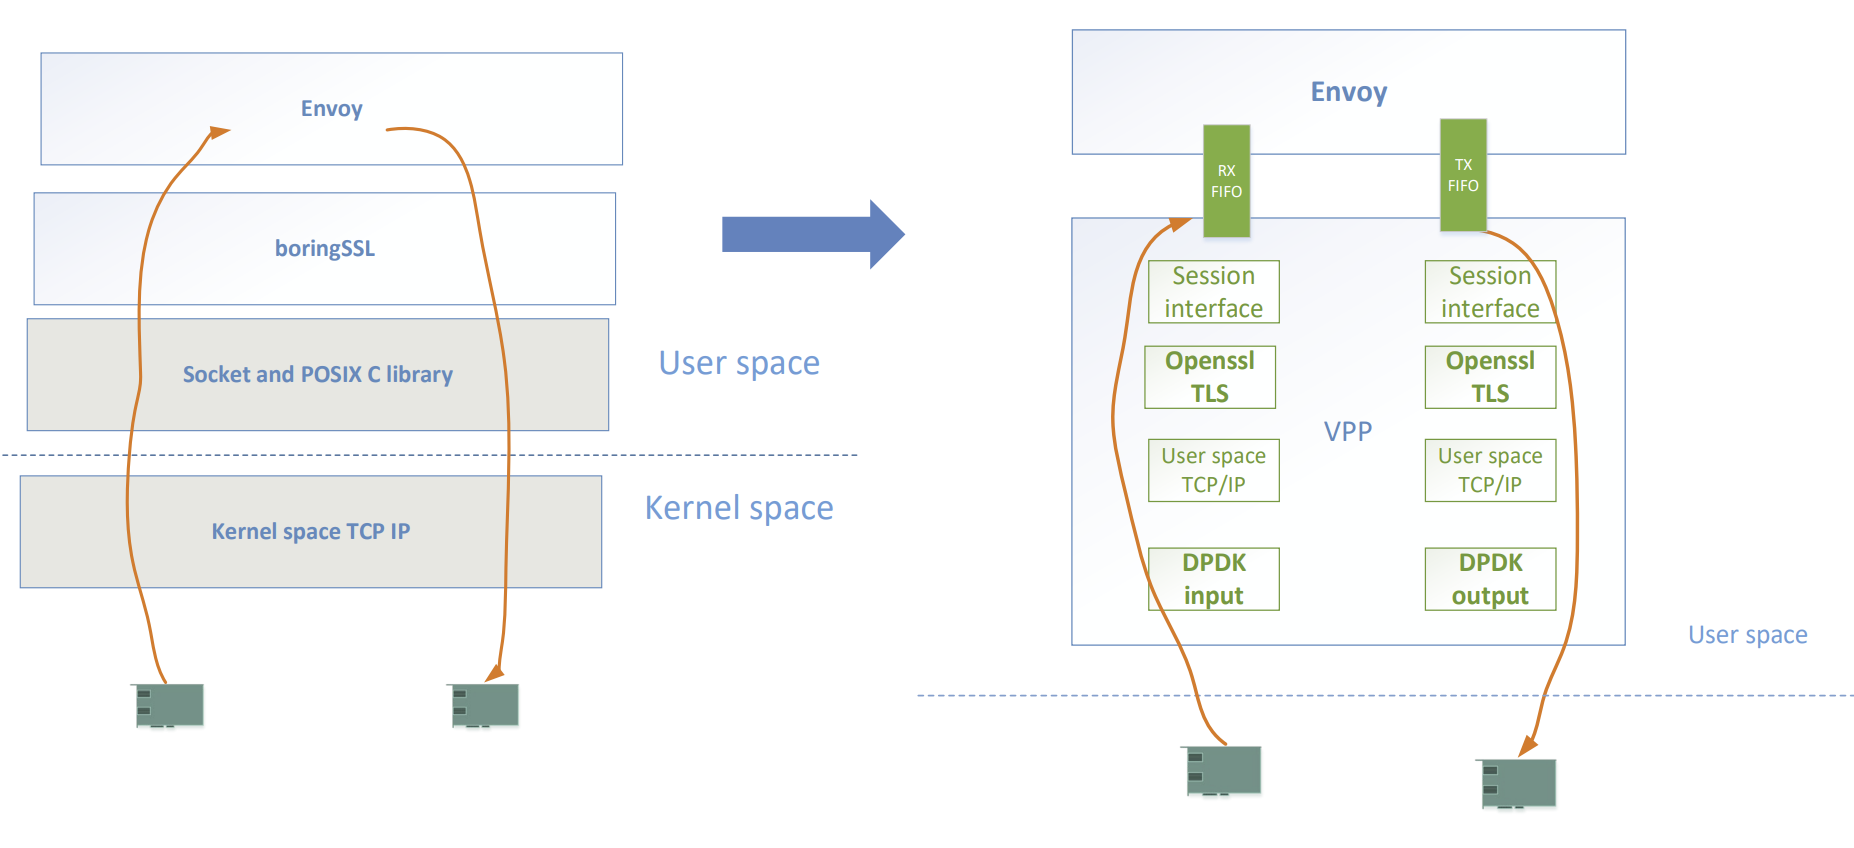 Envoy
boringSSL
Socket and POSIX C library
User space
Kernel space
Kernel space TCP IP
Envoy
RX
FIFO
TX
FIFO
Session
interface
Session
interface
Openssl
TLS
Openssl
TLS
VPP
User space
TCP/IP
User space
TCP/IP
DPDK
input
DPDK
output
User space